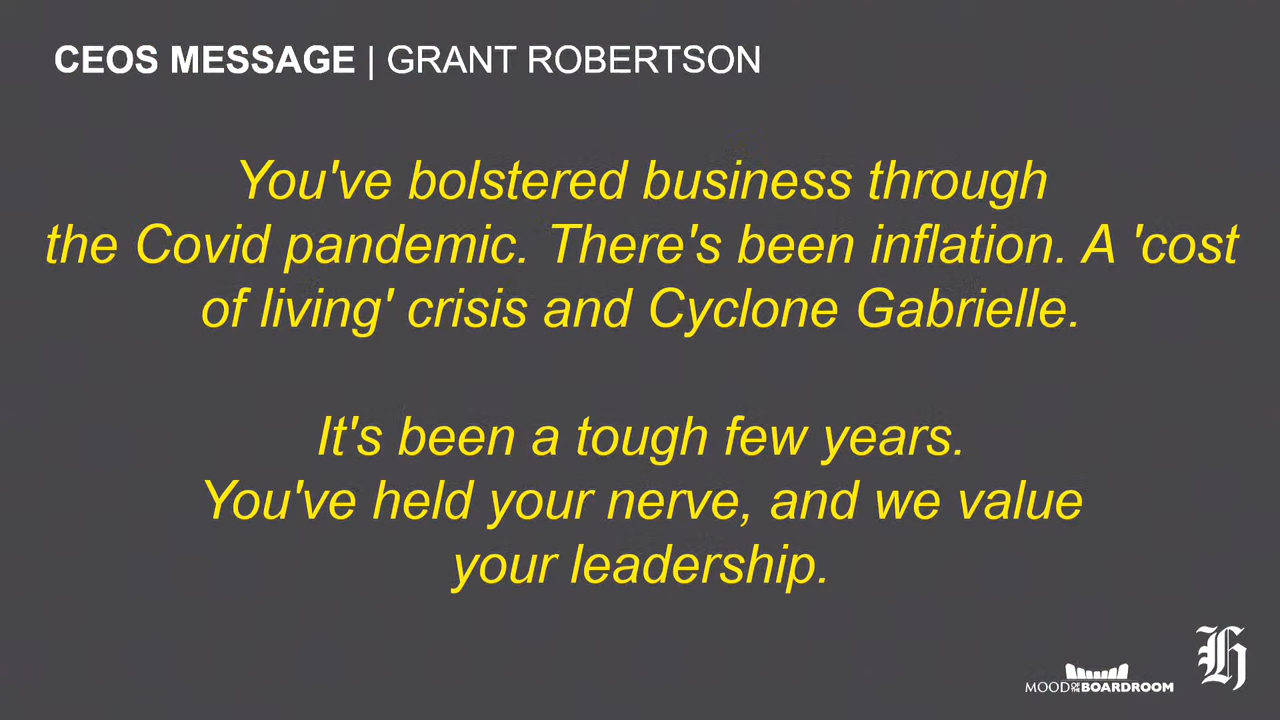 CEOS MESSAGE | GRANT ROBERTSON
You've bolstered business through
the Covid pandemic. There's been inflation. A 'cost
of living' crisis and Cyclone Gabrielle.
It's been a tough few years.
You've held your nerve, and we value
your leadership.
MOOD OF THE BOARDROOM
H